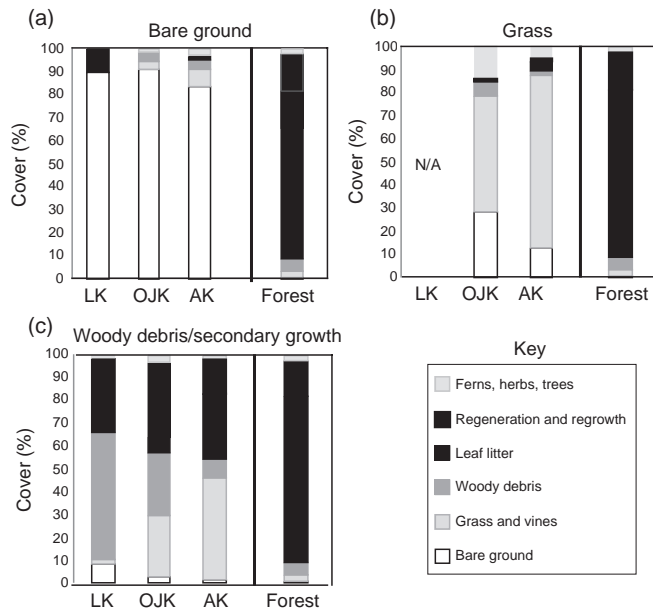 (a)
Bare ground
100
90
80
70
60
50
40
30
20
10
0
Cover (%)
LK OJK AK Forest
(b)
Grass
100
90
80
70
60
50
40
30
20
10
0
Cover (%)
N/A
LK OJK AK Forest
(c)
Woody debris/secondary growth
100
90
80
70
60
50
40
30
20
10
0
Cover (%)
LK OJK AK Forest
Key
Ferns, herbs, trees
Regeneration and regrowth
Leaf litter
Woody debris
Grass and vines
Bare ground